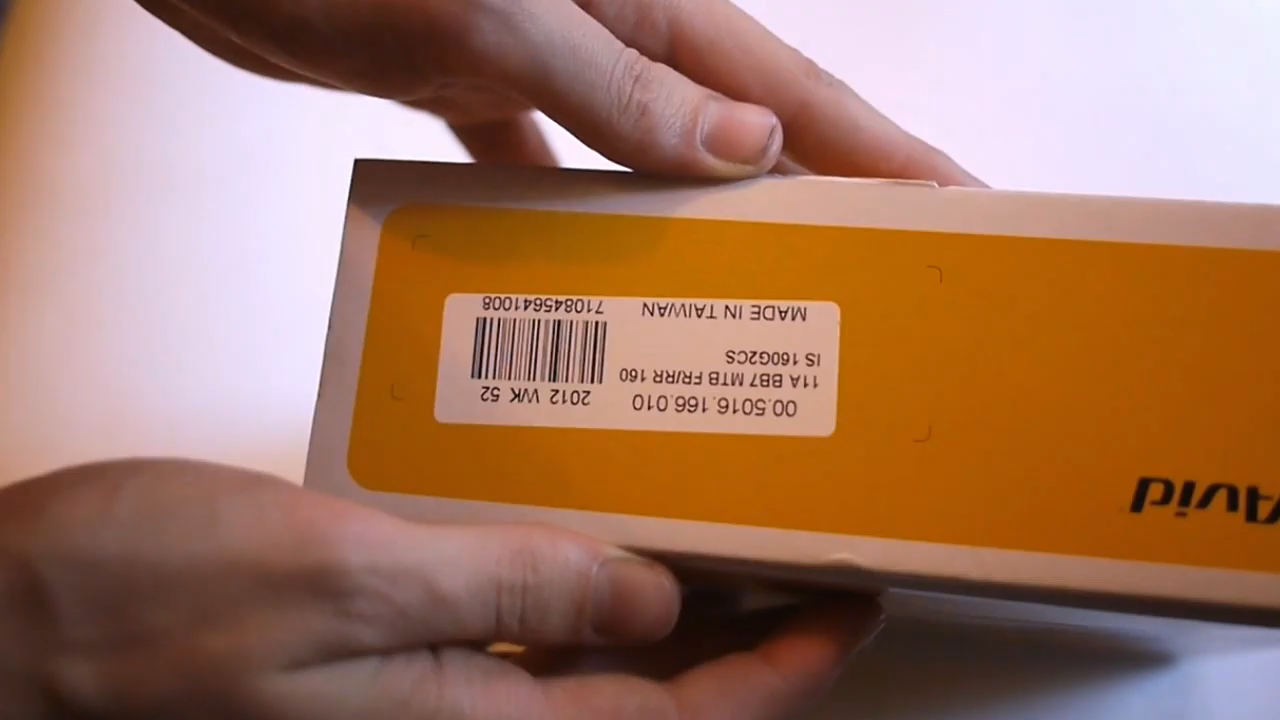 00.5016.166.010
11A BB7 MTB FR/RR 160
IS 160G2CS
MADE IN TAIWAN
2012 WK 52
710845641008
Avid